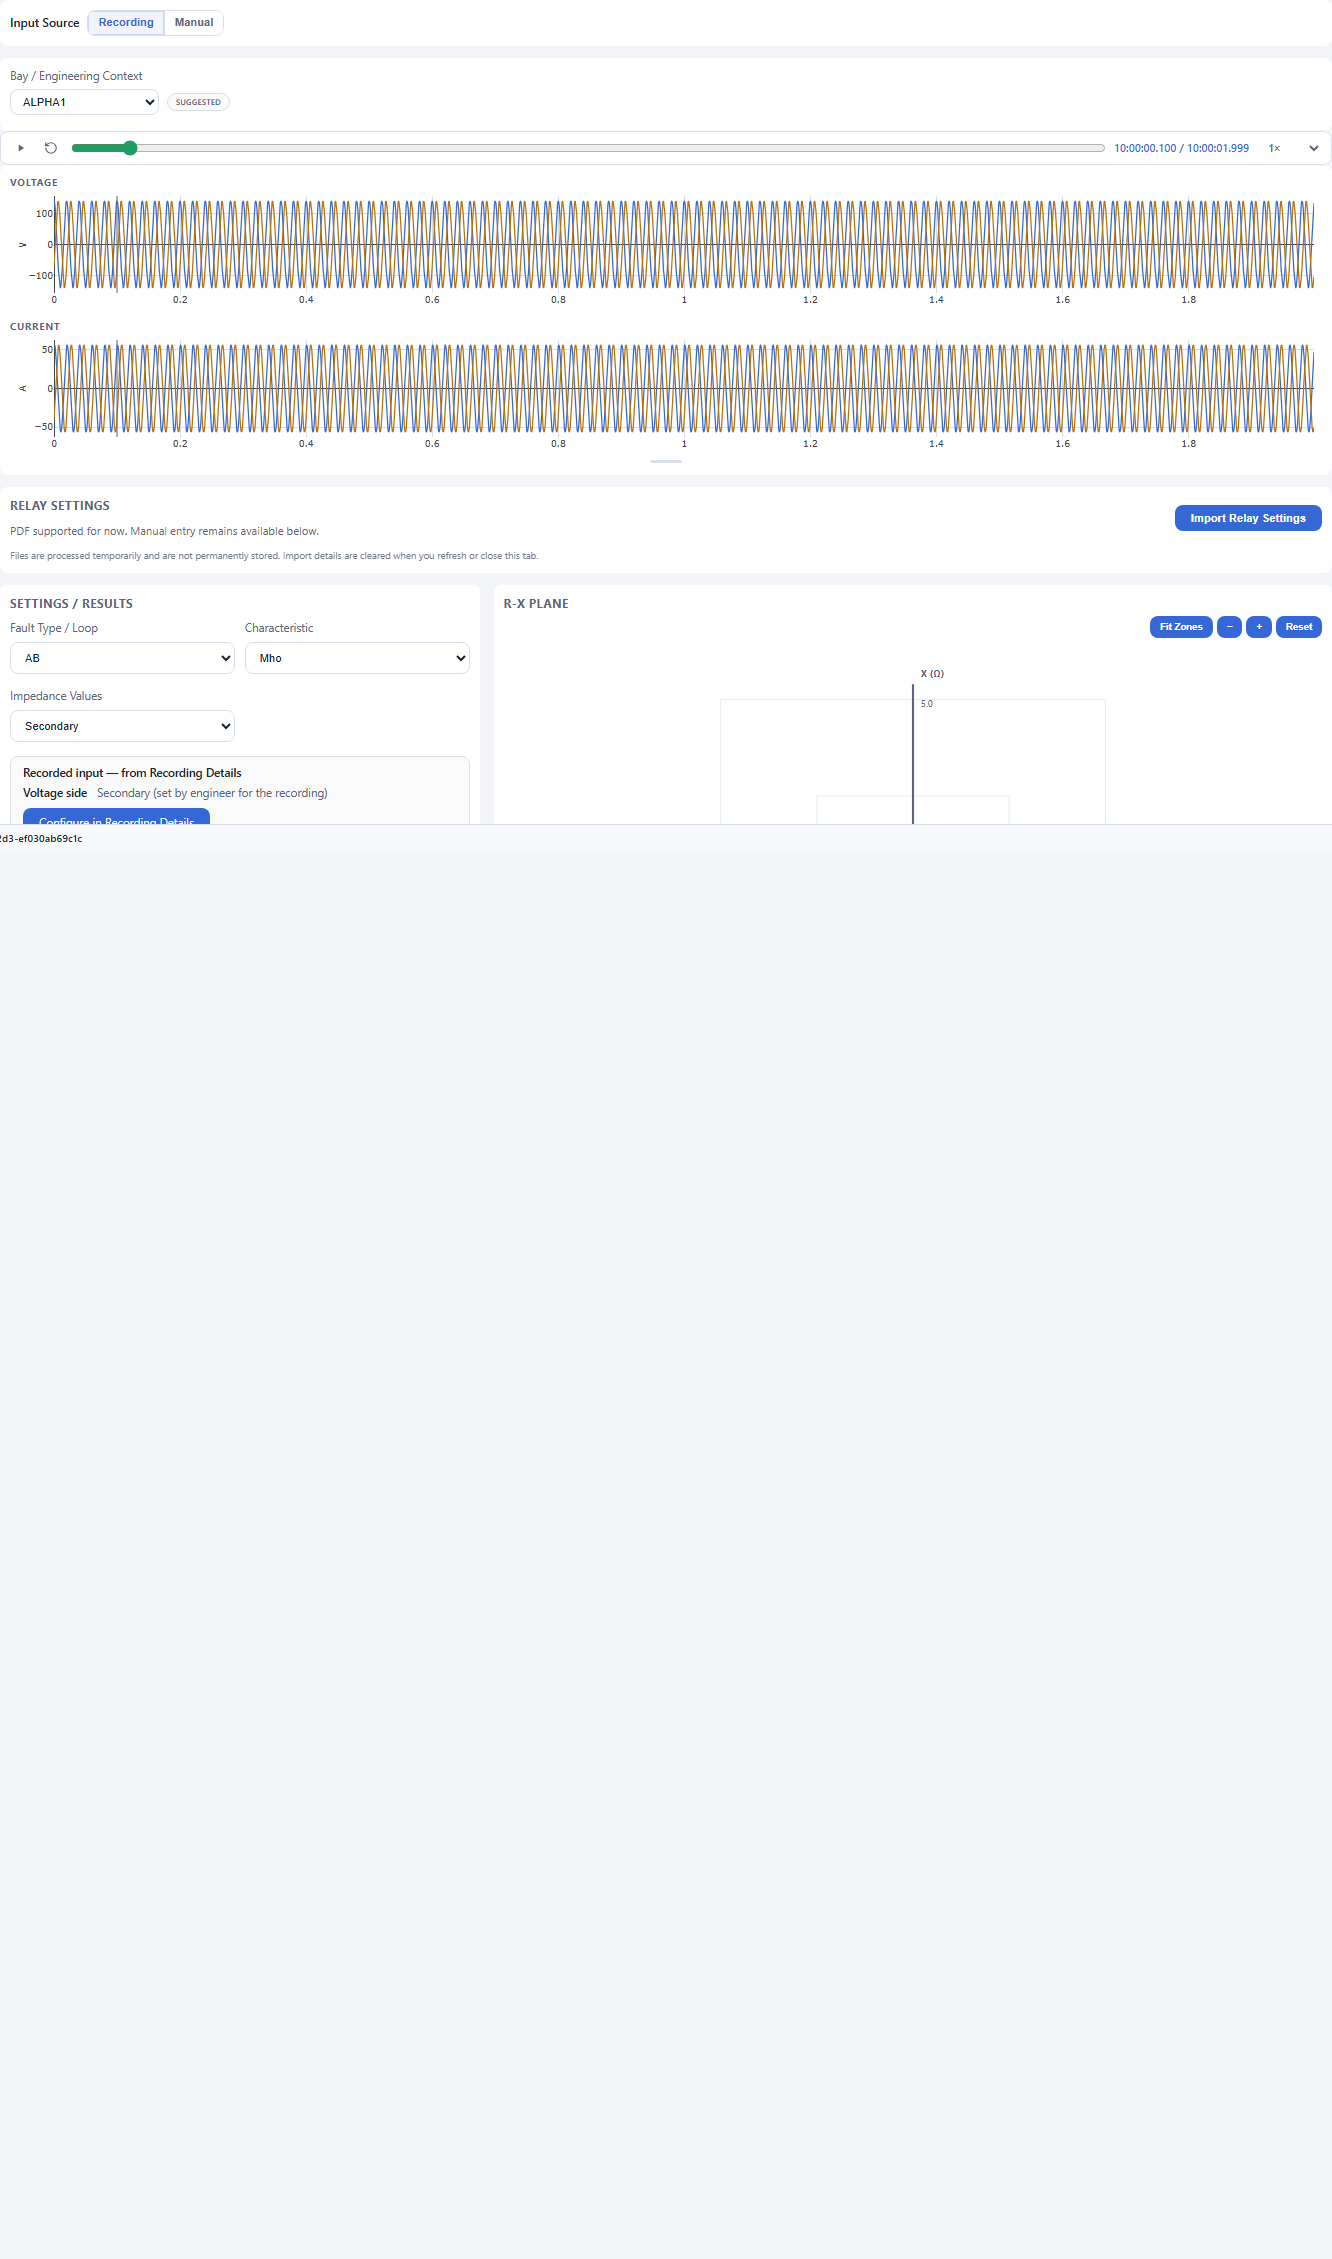 Input Source Recording Manual
Bay / Engineering Context
ALPHA1 SUGGESTED
10:00:00.100 / 10:00:01.999 1×
VOLTAGE
100
V 0
−100
0 0.2 0.4 0.6 0.8 1 1.2 1.4 1.6 1.8
CURRENT
50
A 0
−50
0 0.2 0.4 0.6 0.8 1 1.2 1.4 1.6 1.8
RELAY SETTINGS
Import Relay Settings
PDF supported for now. Manual entry remains available below.
Files are processed temporarily and are not permanently stored. Import details are cleared when you refresh or close this tab.
SETTINGS / RESULTS
Fault Type / Loop Characteristic
AB Mho
Impedance Values
Secondary
Recorded input — from Recording Details
Voltage side Secondary (set by engineer for the recording)
Configure in Recording Details
R-X PLANE
Fit Zones − + Reset
X (Ω)
5.0
2d3-ef030ab69c1c